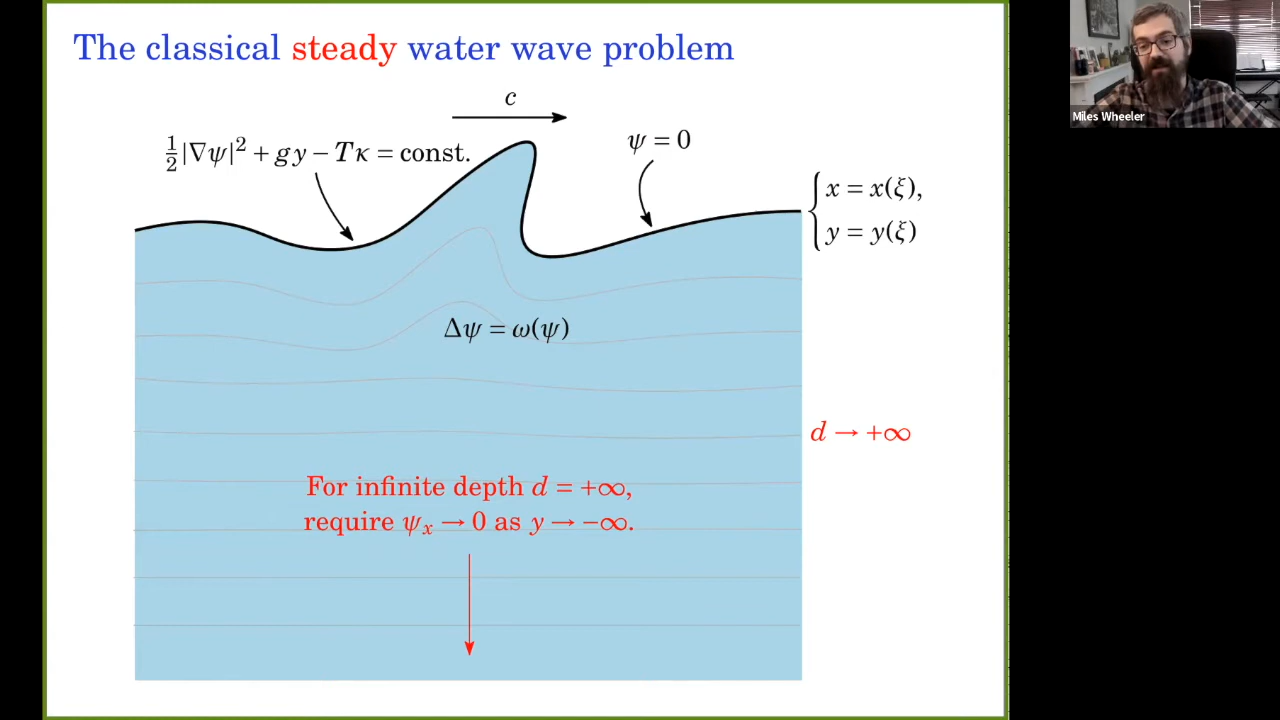 The classical steady water wave problem
c
½|∇ψ|² + gy − Tκ = const.
ψ = 0
x = x(ξ),
y = y(ξ)
Δψ = ω(ψ)
d → +∞
For infinite depth d = +∞,
require ψₓ → 0 as y → −∞.
Miles Wheeler